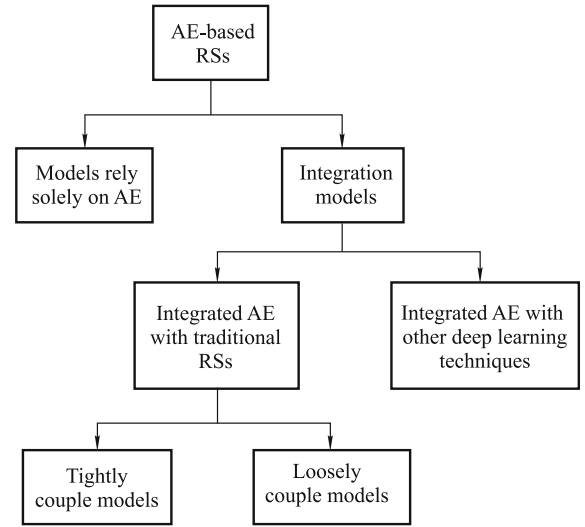 AE-based
RSs
Models rely
solely on AE
Integration
models
Integrated AE
with traditional
RSs
Integrated AE with
other deep learning
techniques
Tightly
couple models
Loosely
couple models